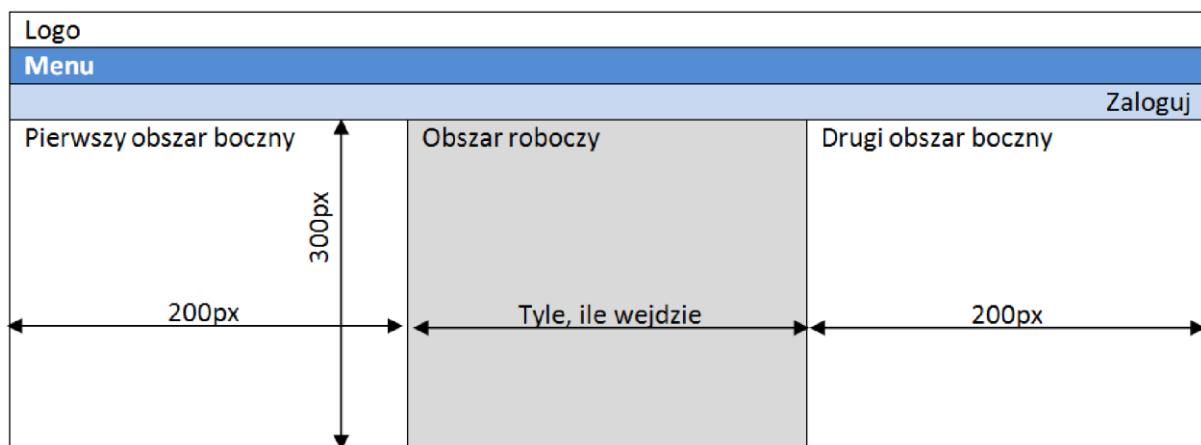 Logo
Menu
Zaloguj
Pierwszy obszar boczny
Obszar roboczy
Drugi obszar boczny
300px
200px
Tyle, ile wejdzie
200px